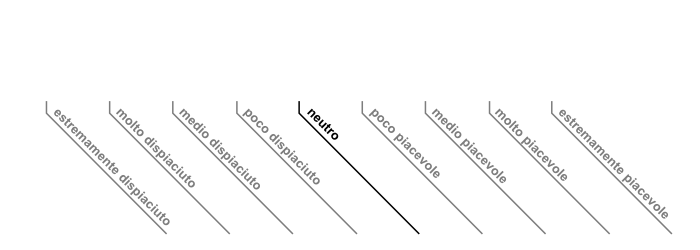 estremamente dispiaciuto
molto dispiaciuto
medio dispiaciuto
poco dispiaciuto
neutro
poco piacevole
medio piacevole
molto piacevole
estremamente piacevole